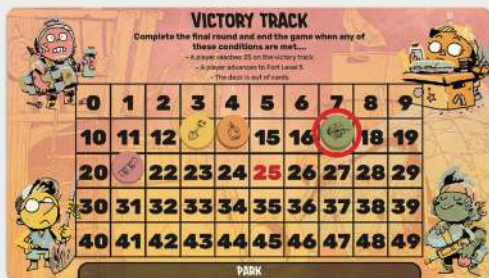 VICTORY TRACK
Complete the final round and end the game when any of
these conditions are met....
- A player reaches 25 on the victory track
- A player advances to Fort Level 5
- The deck is out of cards
0 1 2 3 4 5 6 7 8 9
10 11 12 15 16 18 19
20 22 23 24 25 26 27 28 29
30 31 32 33 34 35 36 37 38 39
40 41 42 43 44 45 46 47 48 49
PARK